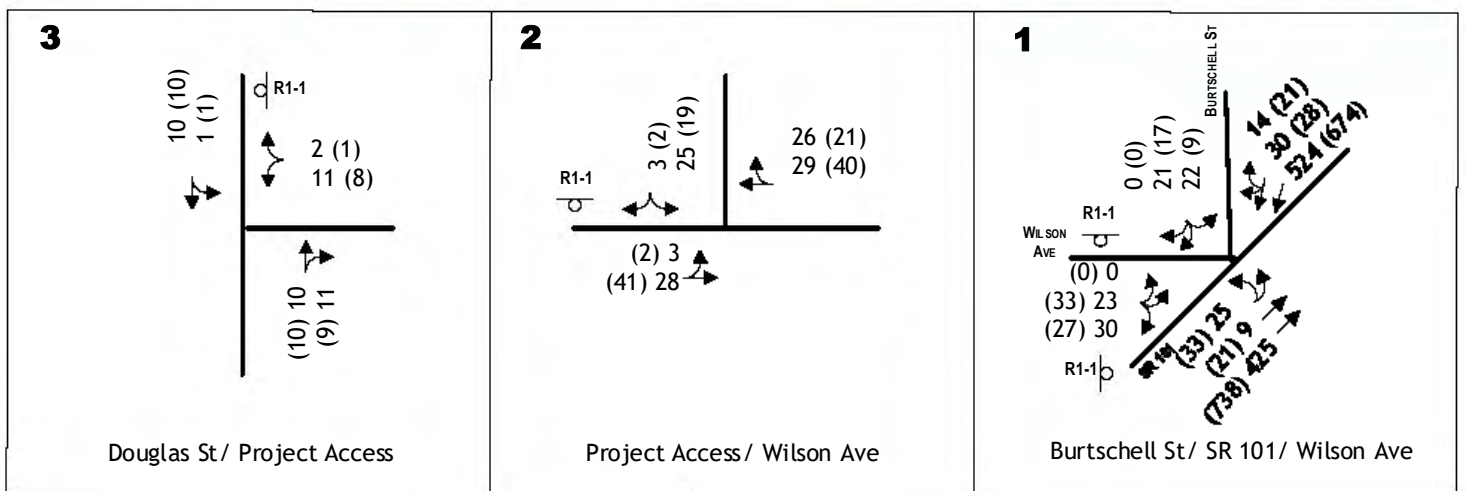 3
10 (10)
1 (1)
R1-1
2 (1)
11 (8)
(10) 10
(9) 11
Douglas St/ Project Access
2
3 (2)
25 (19)
26 (21)
29 (40)
R1-1
(2) 3
(41) 28
Project Access/ Wilson Ave
1
BURTSCHELL ST
0 (0)
21 (17)
22 (9)
14 (21)
30 (28)
524 (674)
R1-1
WILSON
AVE
(0) 0
(33) 23
(27) 30
R1-1
SR 101
(33) 25
(21) 9
(738) 425
Burtschell St/ SR 101/ Wilson Ave